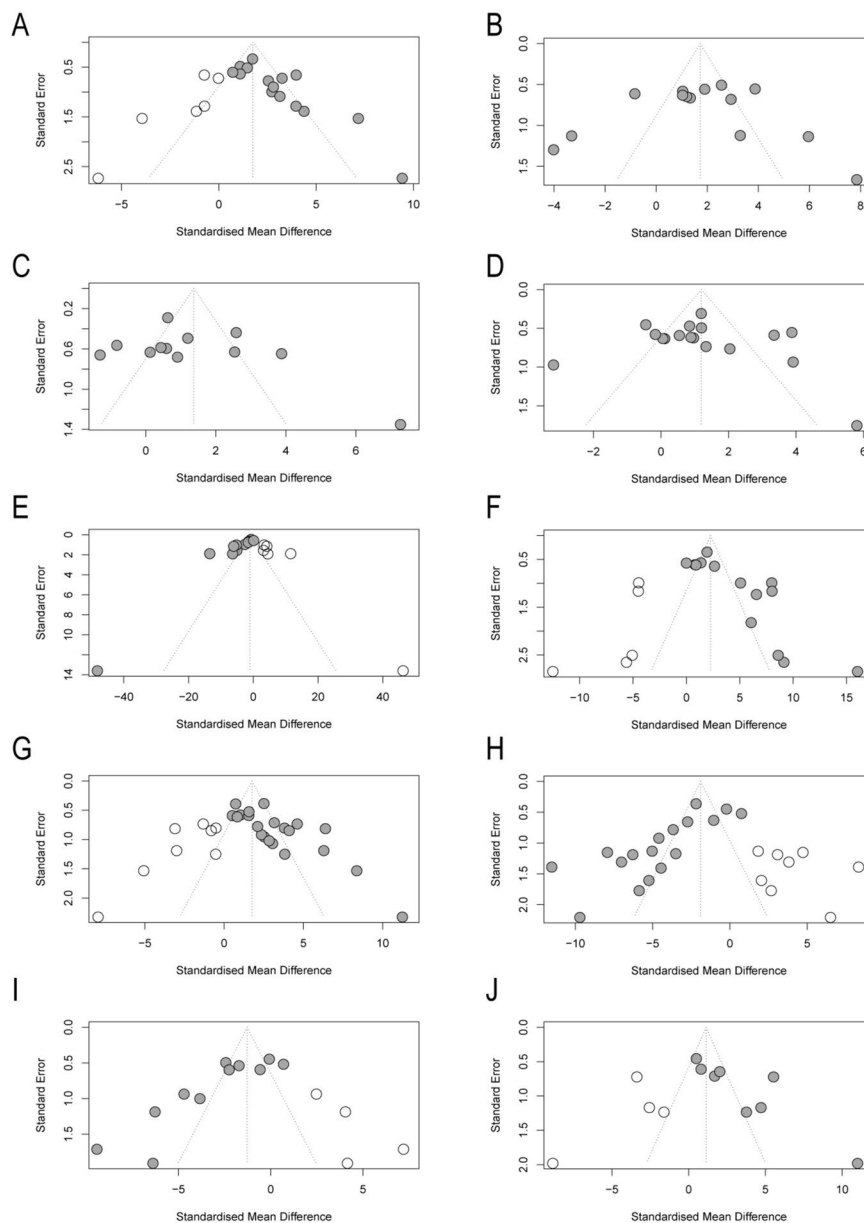 A
Standard Error
0.5
1.5
2.5
−5 0 5 10
Standardised Mean Difference
B
Standard Error
0.0
0.5
1.0
1.5
−4 −2 0 2 4 6 8
Standardised Mean Difference
C
Standard Error
0.2
0.6
1.0
1.4
0 2 4 6
Standardised Mean Difference
D
Standard Error
0.0
0.5
1.0
1.5
−2 0 2 4 6
Standardised Mean Difference
E
Standard Error
0
2
4
6
8
10
12
14
−40 −20 0 20 40
Standardised Mean Difference
F
Standard Error
0.5
1.5
2.5
−10 −5 0 5 10 15
Standardised Mean Difference
G
Standard Error
0.0
0.5
1.0
1.5
2.0
−5 0 5 10
Standardised Mean Difference
H
Standard Error
0.0
0.5
1.0
1.5
2.0
−10 −5 0 5
Standardised Mean Difference
I
Standard Error
0.0
0.5
1.0
1.5
−5 0 5
Standardised Mean Difference
J
Standard Error
0.0
0.5
1.0
1.5
2.0
−5 0 5 10
Standardised Mean Difference